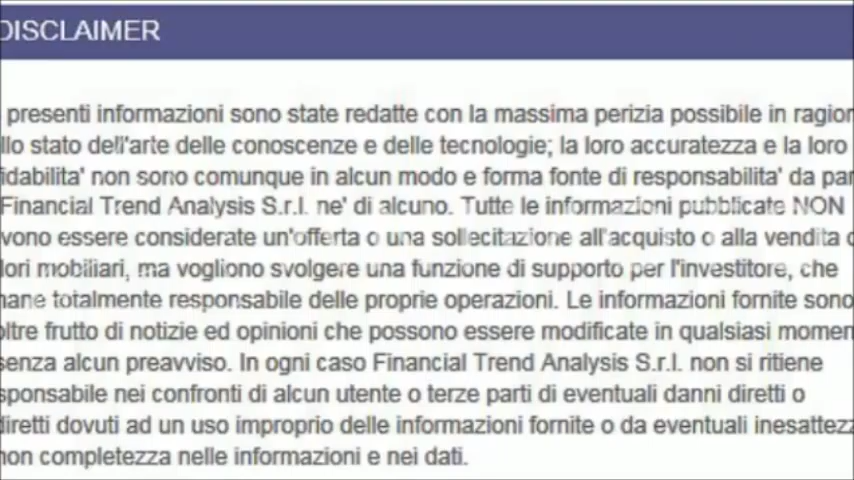 DISCLAIMER
presenti informazioni sono state redatte con la massima perizia possibile in ragion
llo stato dell'arte delle conoscenze e delle tecnologie; la loro accuratezza e la loro
fidabilita' non sono comunque in alcun modo e forma fonte di responsabilita' da par
Financial Trend Analysis S.r.l. ne' di alcuno. Tutte le informazioni pubblicate NON
vono essere considerate un'offerta o una sollecitazione all'acquisto o alla vendita d
lori mobiliari, ma vogliono svolgere una funzione di supporto per l'investitore, che
nane totalmente responsabile delle proprie operazioni. Le informazioni fornite sono
oltre frutto di notizie ed opinioni che possono essere modificate in qualsiasi momen
senza alcun preavviso. In ogni caso Financial Trend Analysis S.r.l. non si ritiene
sponsabile nei confronti di alcun utente o terze parti di eventuali danni diretti o
diretti dovuti ad un uso improprio delle informazioni fornite o da eventuali inesattezz
non completezza nelle informazioni e nei dati.